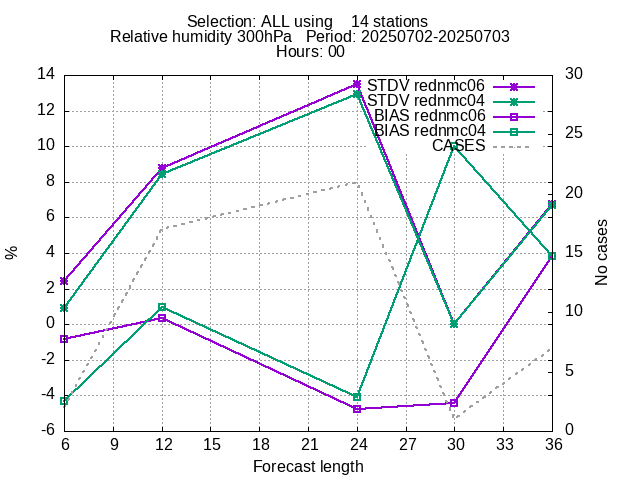 Selection: ALL using    14 stations
Relative humidity 300hPa   Period: 20250702-20250703
Hours: 00
14
12
10
8
6
4
2
0
-2
-4
-6
%
STDV rednmc06
STDV rednmc04
BIAS rednmc06
BIAS rednmc04
CASES
30
25
20
15
10
5
0
No cases
6 9 12 15 18 21 24 27 30 33 36
Forecast length